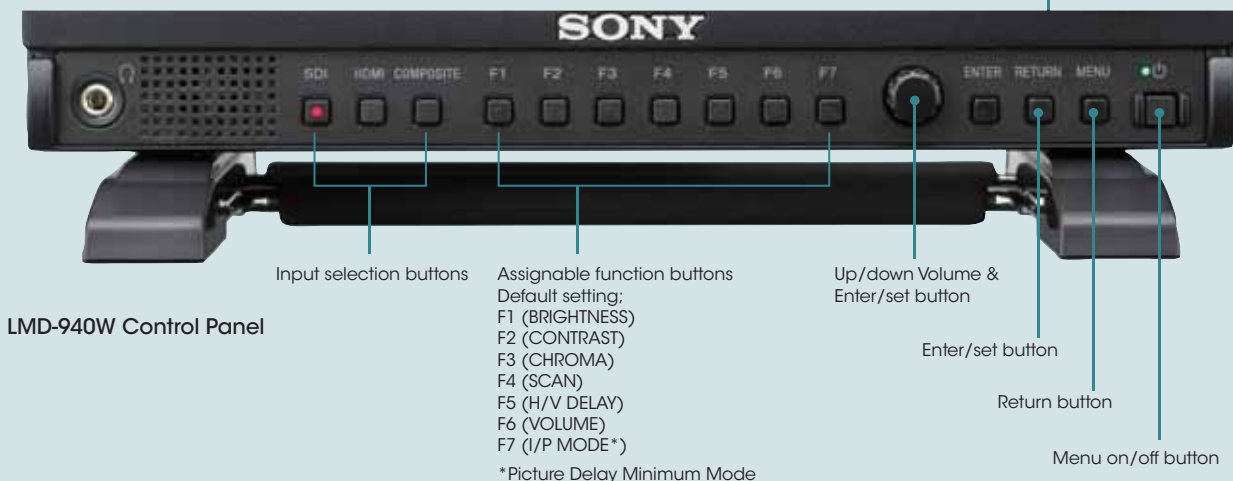 SONY
SDI HDMI COMPOSITE F1 F2 F3 F4 F5 F6 F7 ENTER RETURN MENU
Input selection buttons
Assignable function buttons
Default setting;
F1 (BRIGHTNESS)
F2 (CONTRAST)
F3 (CHROMA)
F4 (SCAN)
F5 (H/V DELAY)
F6 (VOLUME)
F7 (I/P MODE*)
*Picture Delay Minimum Mode
Up/down Volume &
Enter/set button
Enter/set button
Return button
Menu on/off button
LMD-940W Control Panel